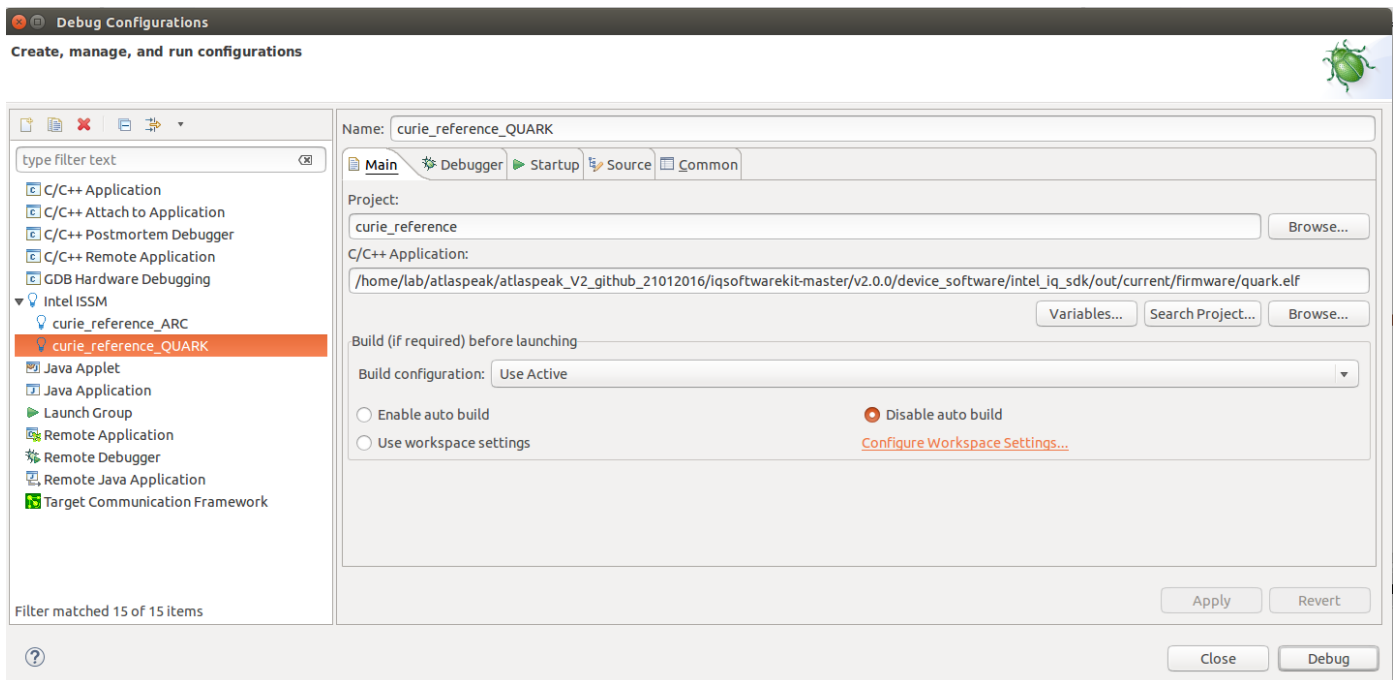 Debug Configurations
Create, manage, and run configurations
type filter text
C/C++ Application
C/C++ Attach to Application
C/C++ Postmortem Debugger
C/C++ Remote Application
GDB Hardware Debugging
Intel ISSM
curie_reference_ARC
curie_reference_QUARK
Java Applet
Java Application
Launch Group
Remote Application
Remote Debugger
Remote Java Application
Target Communication Framework
Filter matched 15 of 15 items
Name: curie_reference_QUARK
Main Debugger Startup Source Common
Project:
curie_reference Browse...
C/C++ Application:
/home/lab/atlaspeak/atlaspeak_V2_github_21012016/iqsoftwarekit-master/v2.0.0/device_software/intel_iq_sdk/out/current/firmware/quark.elf
Variables... Search Project... Browse...
Build (if required) before launching
Build configuration: Use Active
Enable auto build Disable auto build
Use workspace settings Configure Workspace Settings...
Apply Revert
? Close Debug